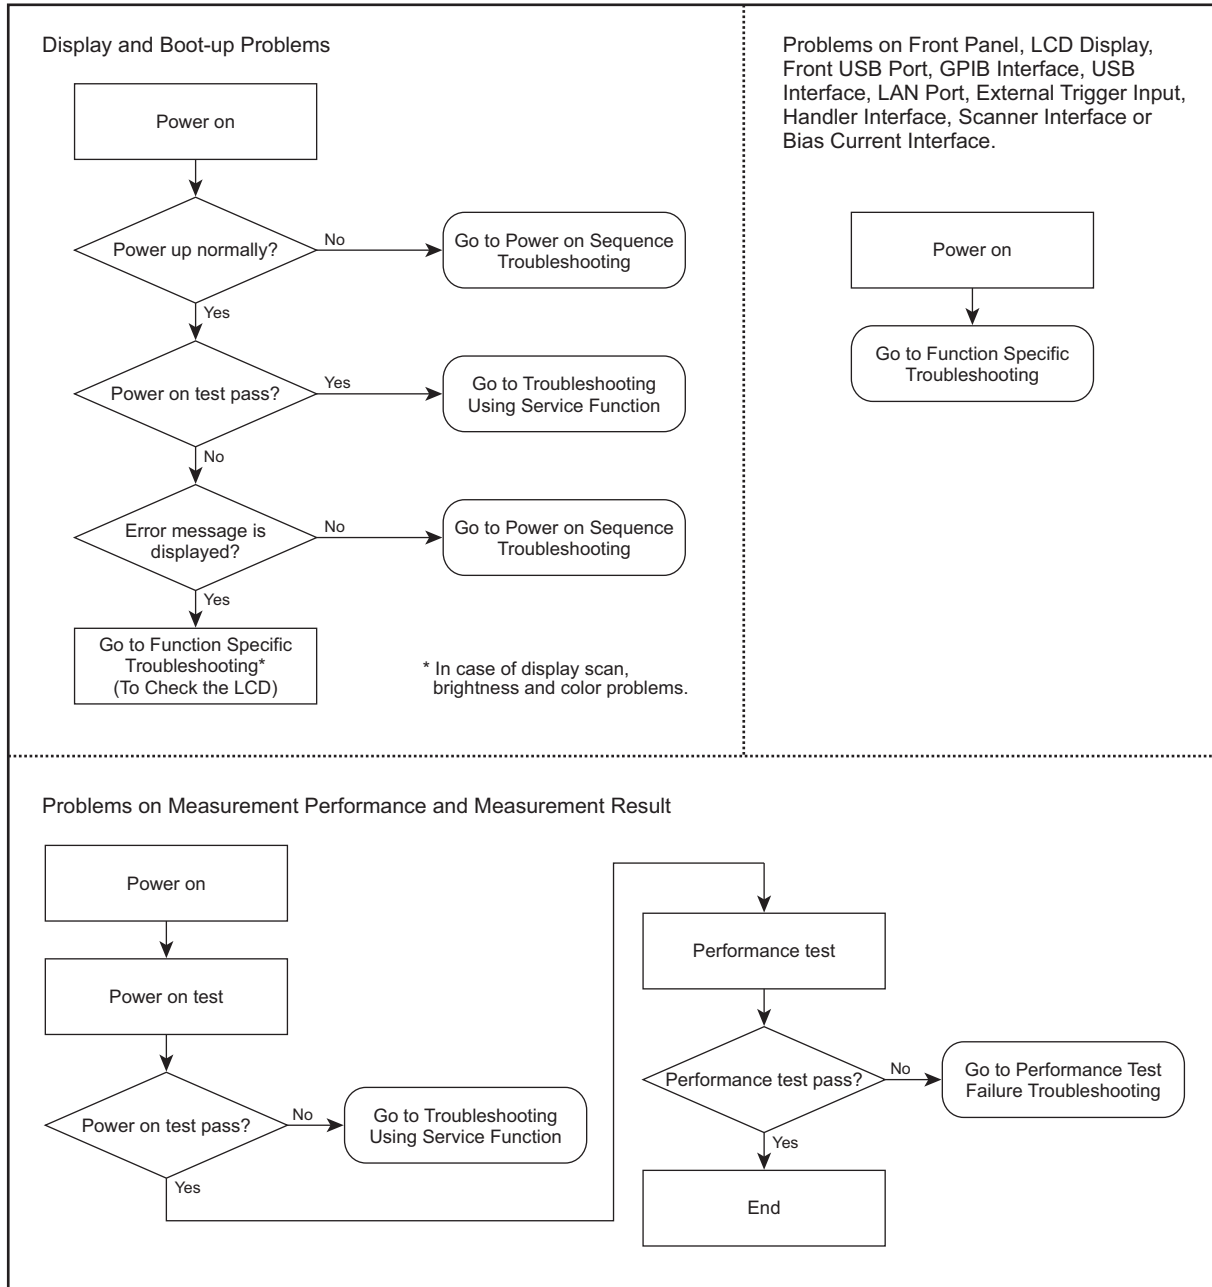 Display and Boot-up Problems
Power on
Power up normally?
No
Go to Power on Sequence
Troubleshooting
Yes
Power on test pass?
Yes
Go to Troubleshooting
Using Service Function
No
Error message is
displayed?
No
Go to Power on Sequence
Troubleshooting
Yes
Go to Function Specific
Troubleshooting*
(To Check the LCD)
* In case of display scan,
brightness and color problems.
Problems on Front Panel, LCD Display,
Front USB Port, GPIB Interface, USB
Interface, LAN Port, External Trigger Input,
Handler Interface, Scanner Interface or
Bias Current Interface.
Power on
Go to Function Specific
Troubleshooting
Problems on Measurement Performance and Measurement Result
Power on
Power on test
Power on test pass?
No
Go to Troubleshooting
Using Service Function
Yes
Performance test
Performance test pass?
No
Go to Performance Test
Failure Troubleshooting
Yes
End